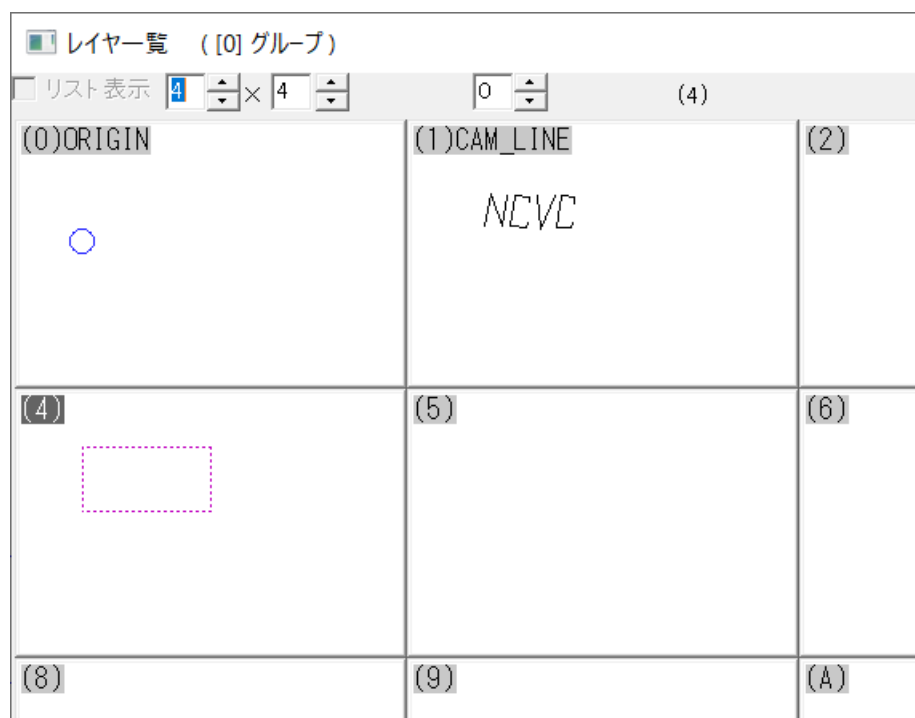 レイヤ一覧 ( [0] グループ )
リスト表示 4 × 4 0 (4)
(0)ORIGIN (1)CAM_LINE (2)
NCVC
(4) (5) (6)
(8) (9) (A)